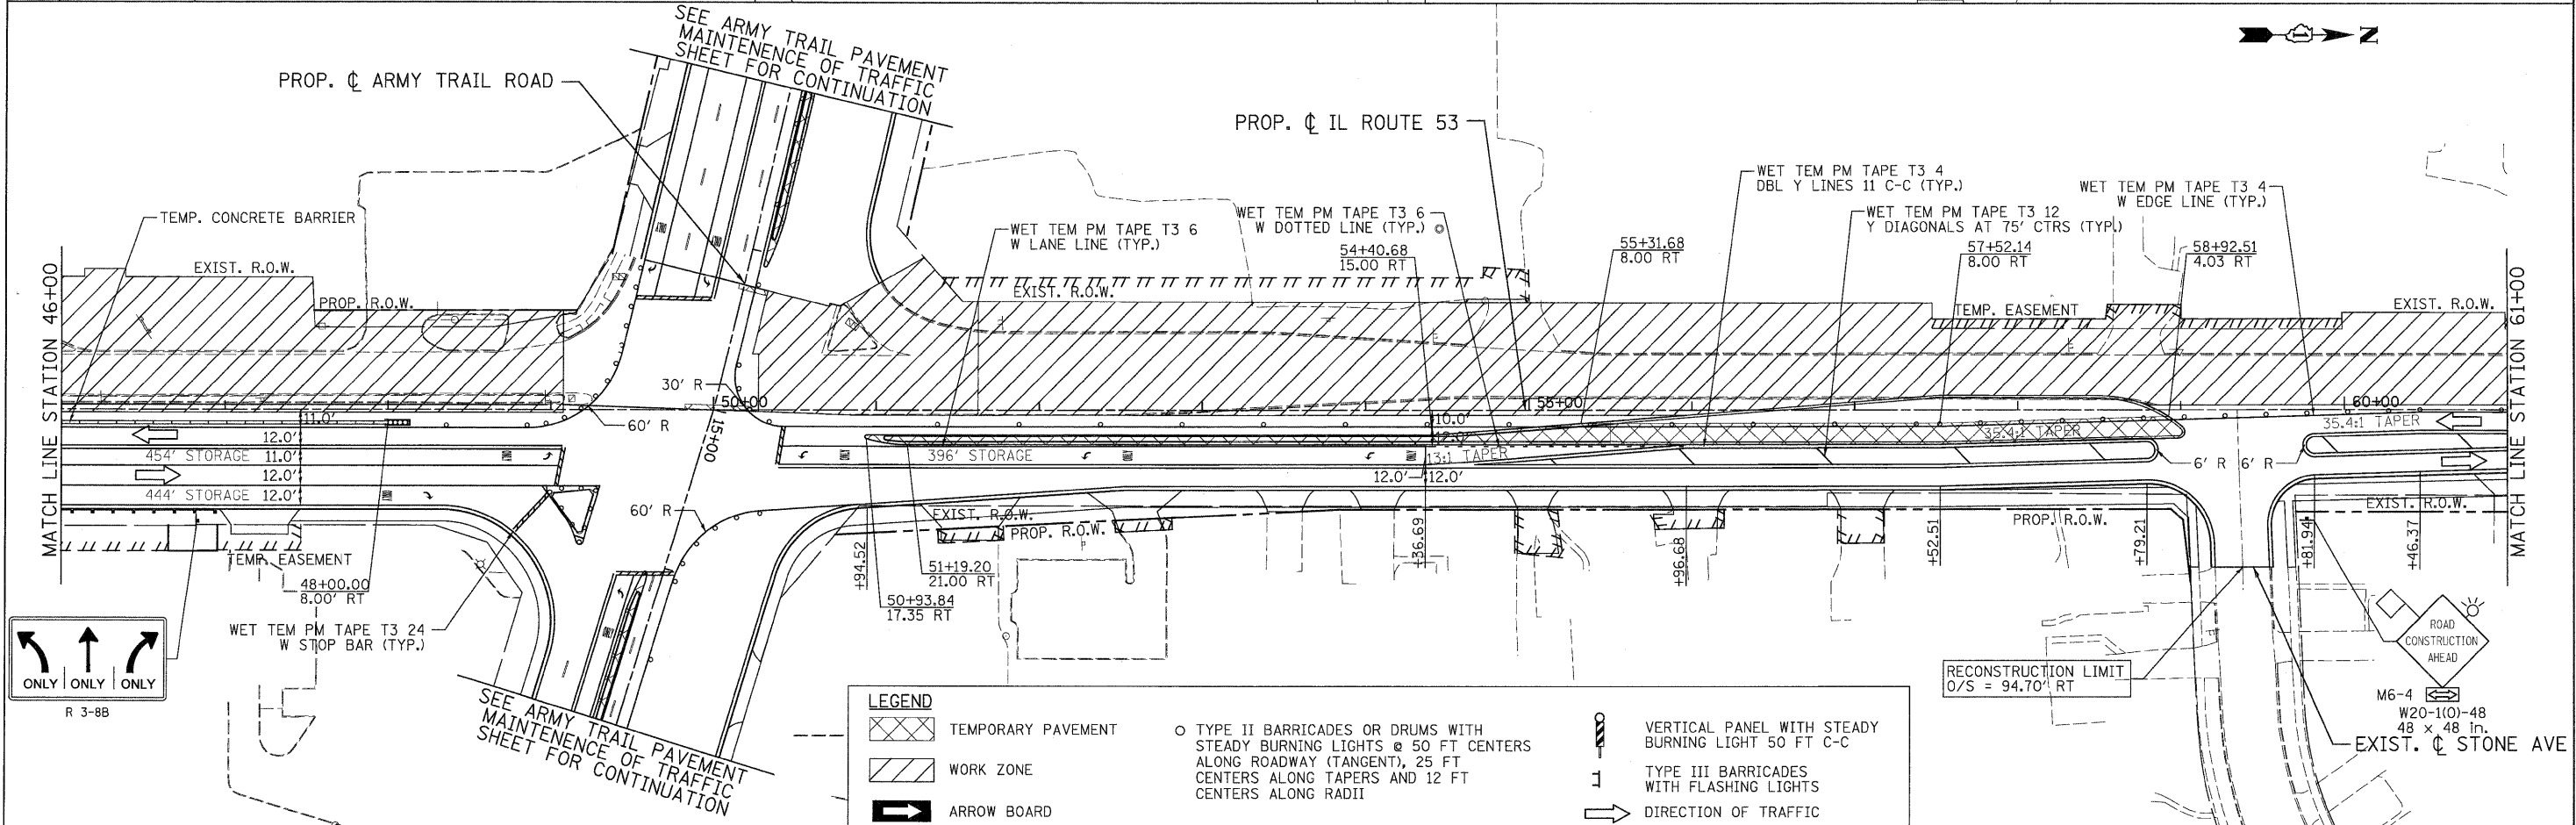 SEE ARMY TRAIL PAVEMENT
MAINTENENCE OF TRAFFIC
SHEET FOR CONTINUATION
N
PROP. ℄ ARMY TRAIL ROAD
PROP. ℄ IL ROUTE 53
TEMP. CONCRETE BARRIER
WET TEM PM TAPE T3 6
W LANE LINE (TYP.)
WET TEM PM TAPE T3 6
W DOTTED LINE (TYP.)
54+40.68
15.00 RT
55+31.68
8.00 RT
WET TEM PM TAPE T3 4
DBL Y LINES 11 C-C (TYP.)
WET TEM PM TAPE T3 12
Y DIAGONALS AT 75' CTRS (TYP.)
57+52.14
8.00 RT
WET TEM PM TAPE T3 4
W EDGE LINE (TYP.)
58+92.51
4.03 RT
MATCH LINE STATION 46+00
EXIST. R.O.W.
PROP. R.O.W.
EXIST. R.O.W.
TEMP. EASEMENT
EXIST. R.O.W.
MATCH LINE STATION 61+00
30' R
60' R
50+00
15+00
55+00
60+00
11.0'
12.0'
454' STORAGE 11.0'
12.0'
444' STORAGE 12.0'
396' STORAGE
10.0'
12.0'
13:1 TAPER
12.0'
12.0'
35.4:1 TAPER
35.4:1 TAPER
6' R
6' R
60' R
ONLY
ONLY
EXIST. R.O.W.
PROP. R.O.W.
PROP. R.O.W.
EXIST. R.O.W.
TEMP. EASEMENT
48+00.00
8.00' RT
WET TEM PM TAPE T3 24
W STOP BAR (TYP.)
+94.52
51+19.20
21.00 RT
50+93.84
17.35 RT
+36.69
+96.68
+52.51
+79.21
+81.94
+46.37
ONLY ONLY ONLY
R 3-8B
SEE ARMY TRAIL PAVEMENT
MAINTENENCE OF TRAFFIC
SHEET FOR CONTINUATION
RECONSTRUCTION LIMIT
O/S = 94.70' RT
ROAD
CONSTRUCTION
AHEAD
M6-4
W20-1(O)-48
48 x 48 in.
EXIST. ℄ STONE AVE
LEGEND
TEMPORARY PAVEMENT
WORK ZONE
ARROW BOARD
TYPE II BARRICADES OR DRUMS WITH
STEADY BURNING LIGHTS @ 50 FT CENTERS
ALONG ROADWAY (TANGENT), 25 FT
CENTERS ALONG TAPERS AND 12 FT
CENTERS ALONG RADII
VERTICAL PANEL WITH STEADY
BURNING LIGHT 50 FT C-C
TYPE III BARRICADES
WITH FLASHING LIGHTS
DIRECTION OF TRAFFIC